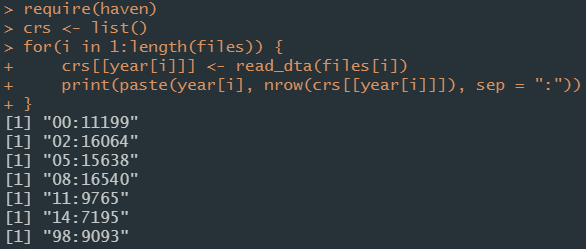 > require(haven)
> crs <- list()
> for(i in 1:length(files)) {
+     crs[[year[i]]] <- read_dta(files[i])
+     print(paste(year[i], nrow(crs[[year[i]]]), sep = ":"))
+ }
[1] "00:11199"
[1] "02:16064"
[1] "05:15638"
[1] "08:16540"
[1] "11:9765"
[1] "14:7195"
[1] "98:9093"